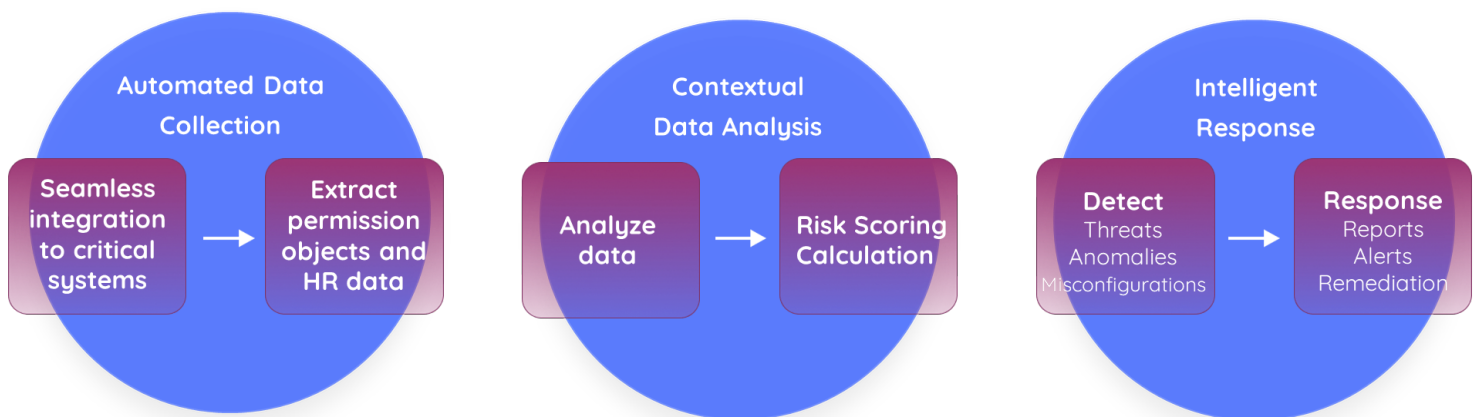 Automated Data
Collection
Seamless
integration
to critical
systems
Extract
permission
objects and
HR data
Contextual
Data Analysis
Analyze
data
Risk Scoring
Calculation
Intelligent
Response
Detect
Threats
Anomalies
Misconfigurations
Response
Reports
Alerts
Remediation